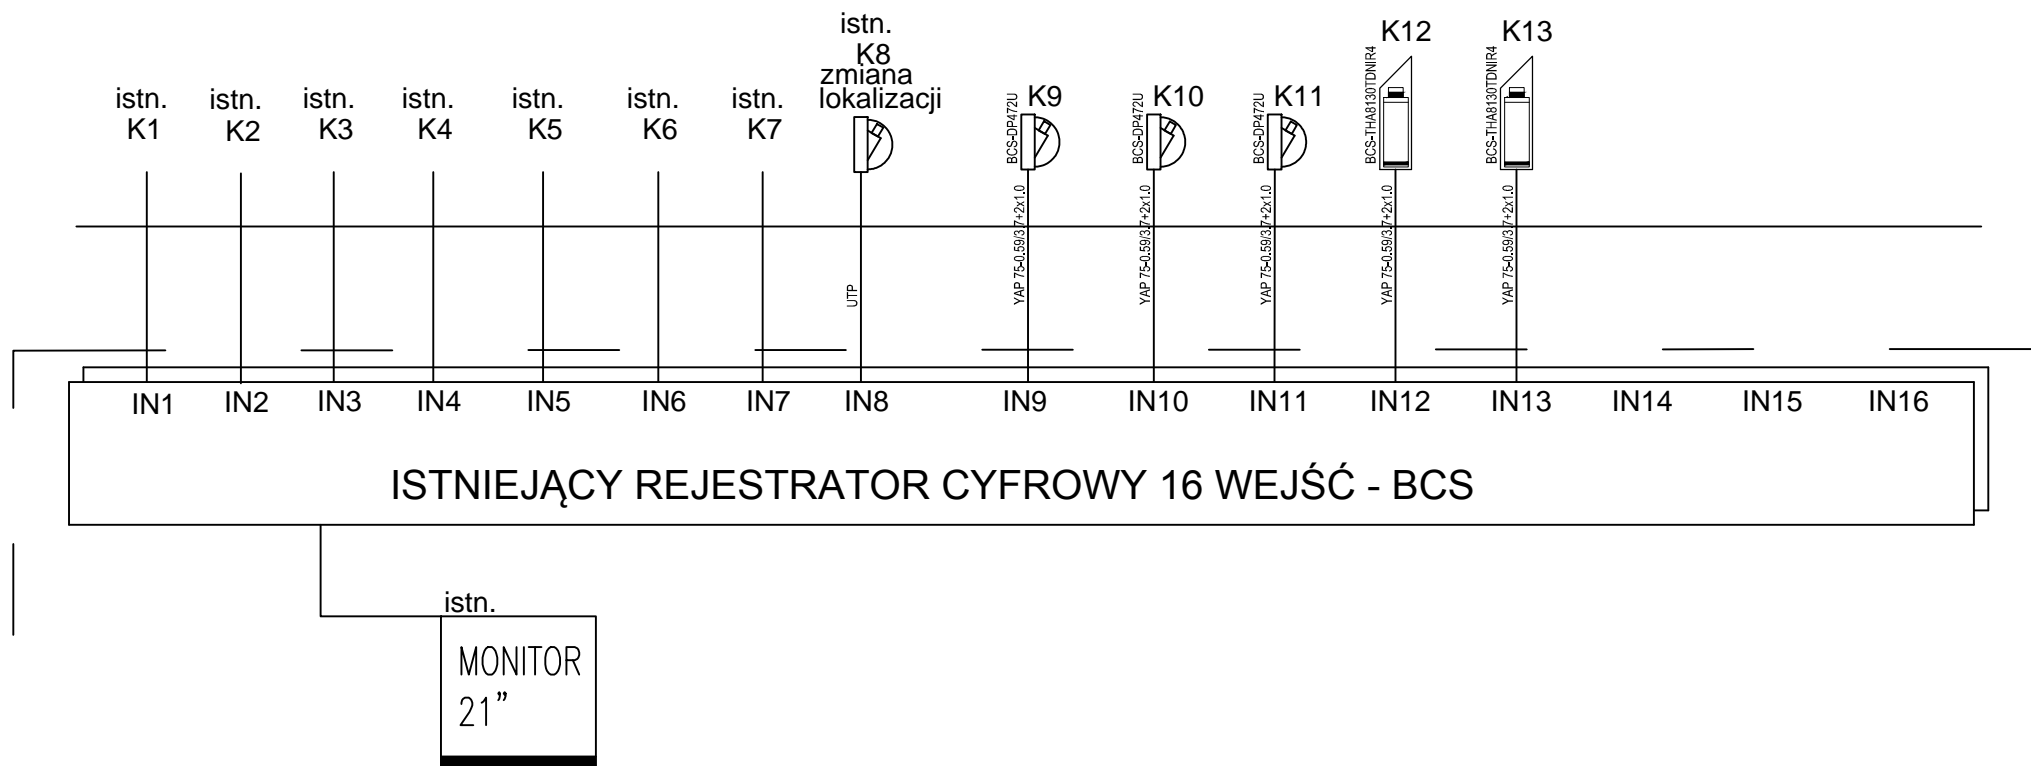 istn.
K1
istn.
K2
istn.
K3
istn.
K4
istn.
K5
istn.
K6
istn.
K7
istn.
K8
zmiana
lokalizacji
K9
BCS-DP472U
K10
BCS-DP472U
K11
BCS-DP472U
K12
BCS-THA8130TDNIR4
K13
BCS-THA8130TDNIR4
UTP
YAP 75-0.59/3.7+2x1.0
YAP 75-0.59/3.7+2x1.0
YAP 75-0.59/3.7+2x1.0
YAP 75-0.59/3.7+2x1.0
YAP 75-0.59/3.7+2x1.0
IN1 IN2 IN3 IN4 IN5 IN6 IN7 IN8 IN9 IN10 IN11 IN12 IN13 IN14 IN15 IN16
ISTNIEJĄCY REJESTRATOR CYFROWY 16 WEJŚĆ - BCS
istn.
MONITOR
21”